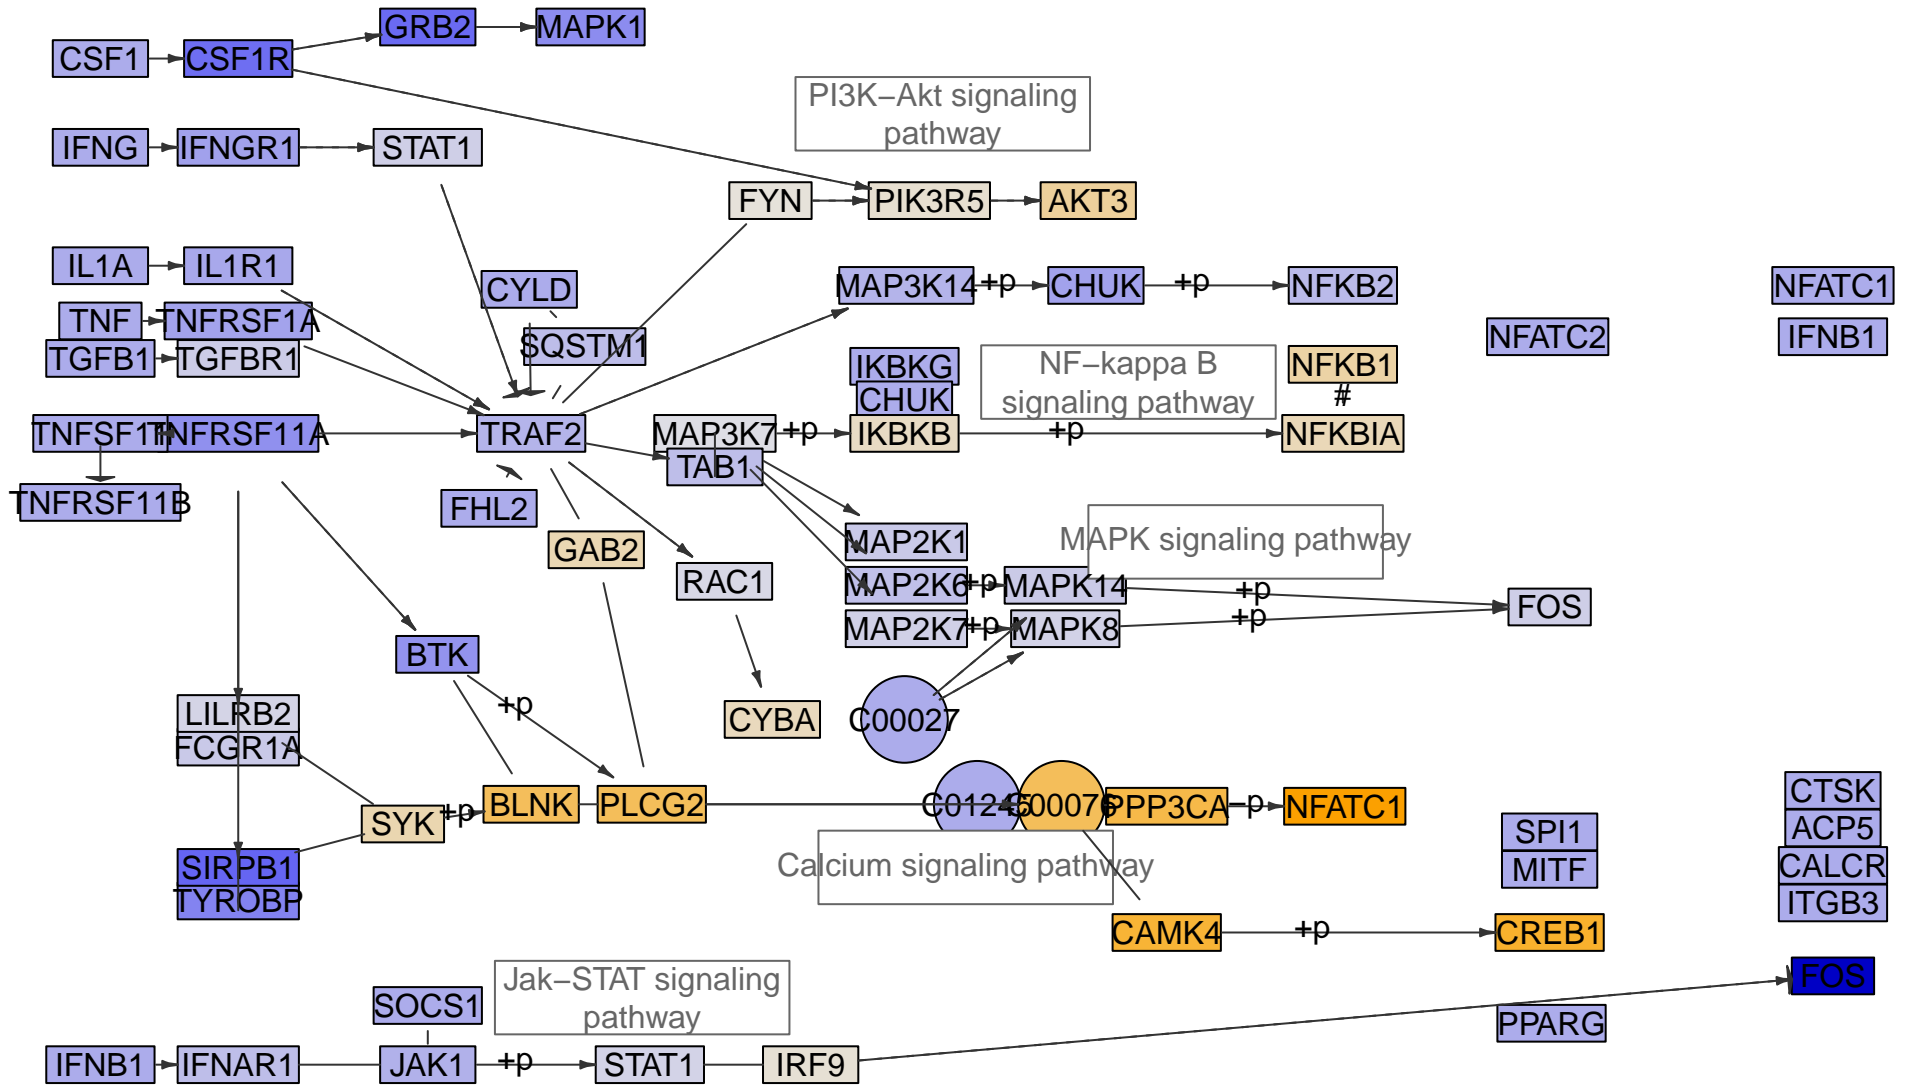 GRB2
MAPK1
CSF1
CSF1R
PI3K–Akt signaling
pathway
IFNG
IFNGR1
STAT1
FYN
PIK3R5
AKT3
IL1A
IL1R1
CYLD
MAP3K14
+p
CHUK
+p
NFKB2
NFATC1
TNF
TNFRSF1A
SQSTM1
NFATC2
IFNB1
TGFB1
TGFBR1
IKBKG
NF–kappa B
signaling pathway
NFKB1
CHUK
#
TNFRSF11A
TRAF2
MAP3K7
+p
IKBKB
+p
NFKBIA
TAB1
TNFRSF11B
FHL2
GAB2
MAP2K1
MAPK signaling pathway
RAC1
MAP2K6
+p
MAPK14
+p
FOS
MAP2K7
+p
MAPK8
+p
BTK
+p
LILRB2
FCGR1A
CYBA
C00027
SYK
+p
BLNK
PLCG2
C01245
C00076
PPP3CA
–p
NFATC1
CTSK
SPI1
ACP5
SIRPB1
TYROBP
Calcium signaling pathway
MITF
CALCR
ITGB3
CAMK4
+p
CREB1
Jak–STAT signaling
pathway
FOS
SOCS1
PPARG
IFNB1
IFNAR1
JAK1
+p
STAT1
IRF9